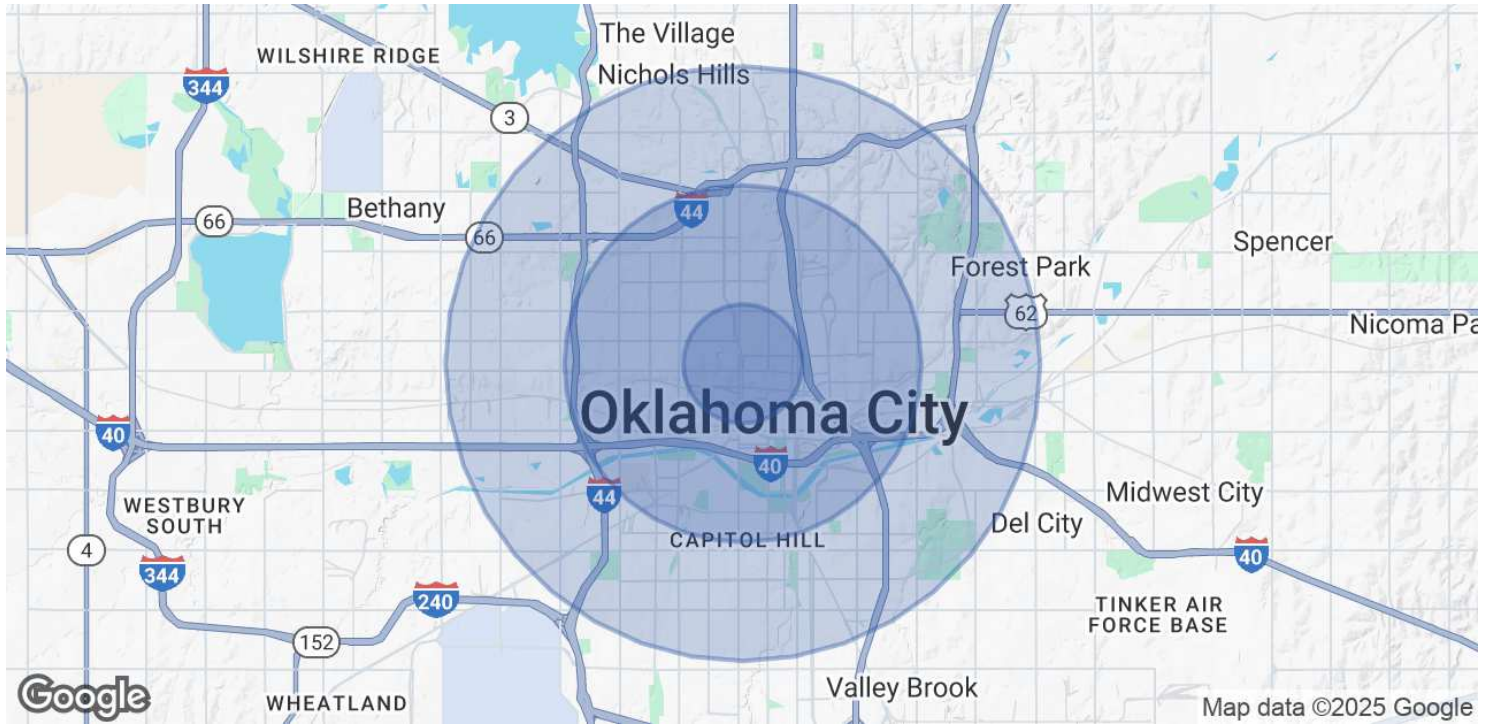 The Village
WILSHIRE RIDGE
Nichols Hills
344
3
Bethany
66
66
44
Spencer
Forest Park
62
Nicoma Pa
Oklahoma City
40
40
44
WESTBURY
SOUTH
Midwest City
Del City
CAPITOL HILL
4
344
40
240
TINKER AIR
FORCE BASE
152
Valley Brook
WHEATLAND
Google
Map data ©2025 Google